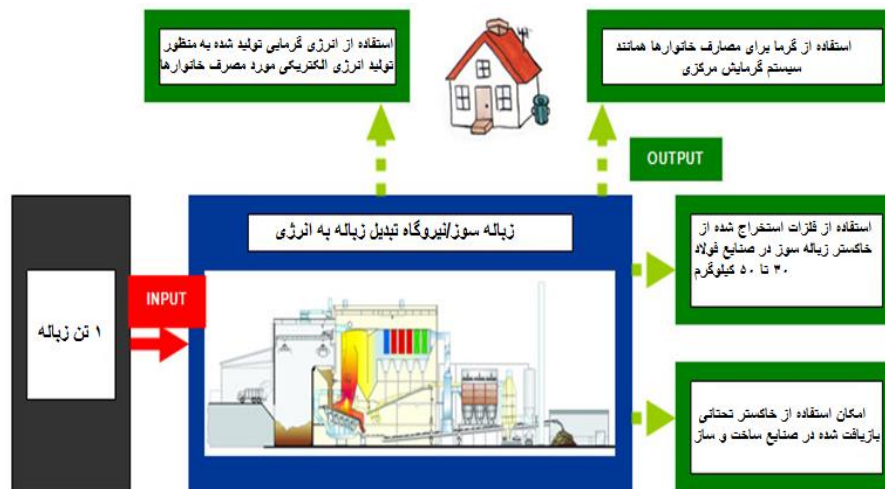 استفاده از انرژی گرمایی تولید شده به منظور
تولید انرژی الکتریکی مورد مصرف خانوارها
استفاده از گرما برای مصارف خانوارها همانند
سیستم گرمایش مرکزی
OUTPUT
زباله سوز/نیروگاه تبدیل زباله به انرژی
استفاده از فلزات استخراج شده از
خاکستر زباله سوز در صنایع فولاد
۳۰ تا ۵۰ کیلوگرم
INPUT
۱ تن زباله
امکان استفاده از خاکستر تحتانی
بازیافت شده در صنایع ساخت و ساز